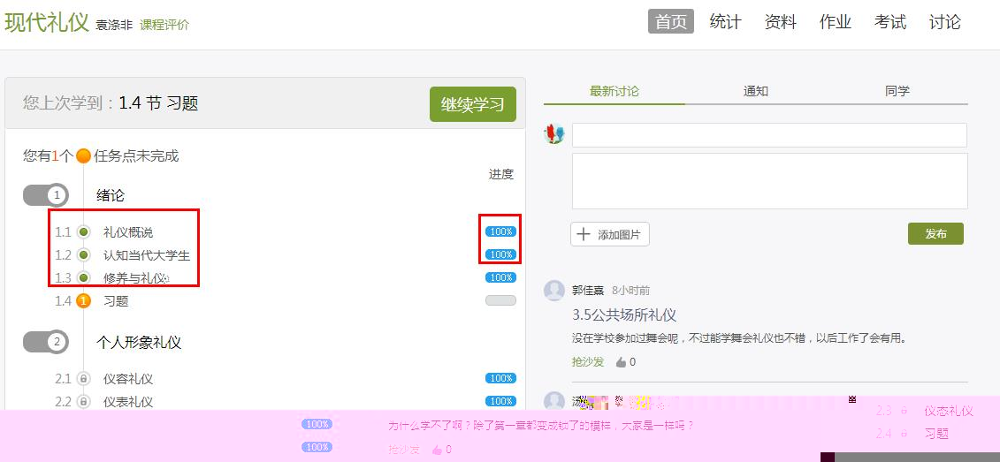 现代礼仪 袁涤非 课程评价
首页 统计 资料 作业 考试 讨论
您上次学到：1.4 节 习题 继续学习
您有1个 任务点未完成
进度
1 绪论
1.1 礼仪概说 100%
1.2 认知当代大学生 100%
1.3 修养与礼仪 100%
1.4 1 习题
2 个人形象礼仪
2.1 仪容礼仪 100%
2.2 仪表礼仪 100%
最新讨论 通知 同学
添加图片 发布
郭佳熹 8小时前
3.5公共场所礼仪
没在学校参加过舞会呢，不过能学舞会礼仪也不错，以后工作了会有用。
抢沙发 0
2.3 仪态礼仪
100% 为什么学不了啊？除了第一章都变成锁了的模样，大家是一样吗？
2.4 习题
100% 抢沙发 0